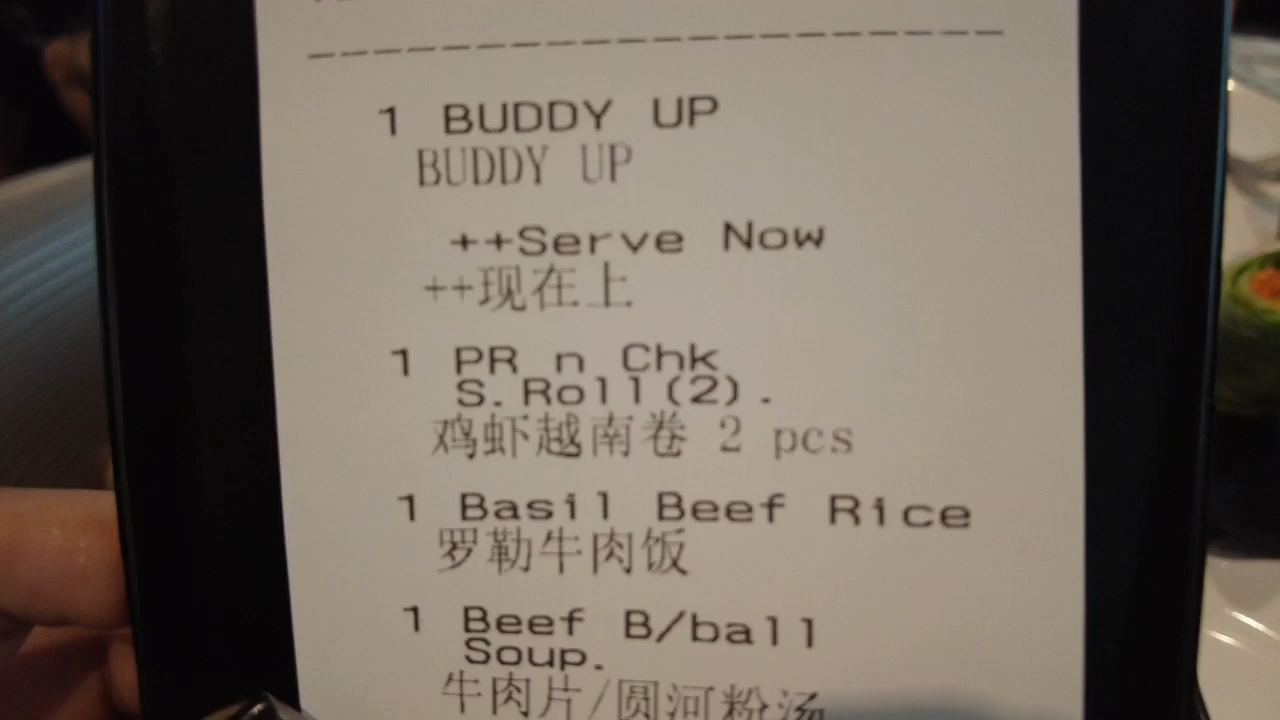 1 BUDDY UP
BUDDY UP
++Serve Now
++现在上
1 PR n Chk
S.Roll(2).
鸡虾越南卷 2 pcs
1 Basil Beef Rice
罗勒牛肉饭
1 Beef B/ball
Soup.
牛肉片/圆河粉汤